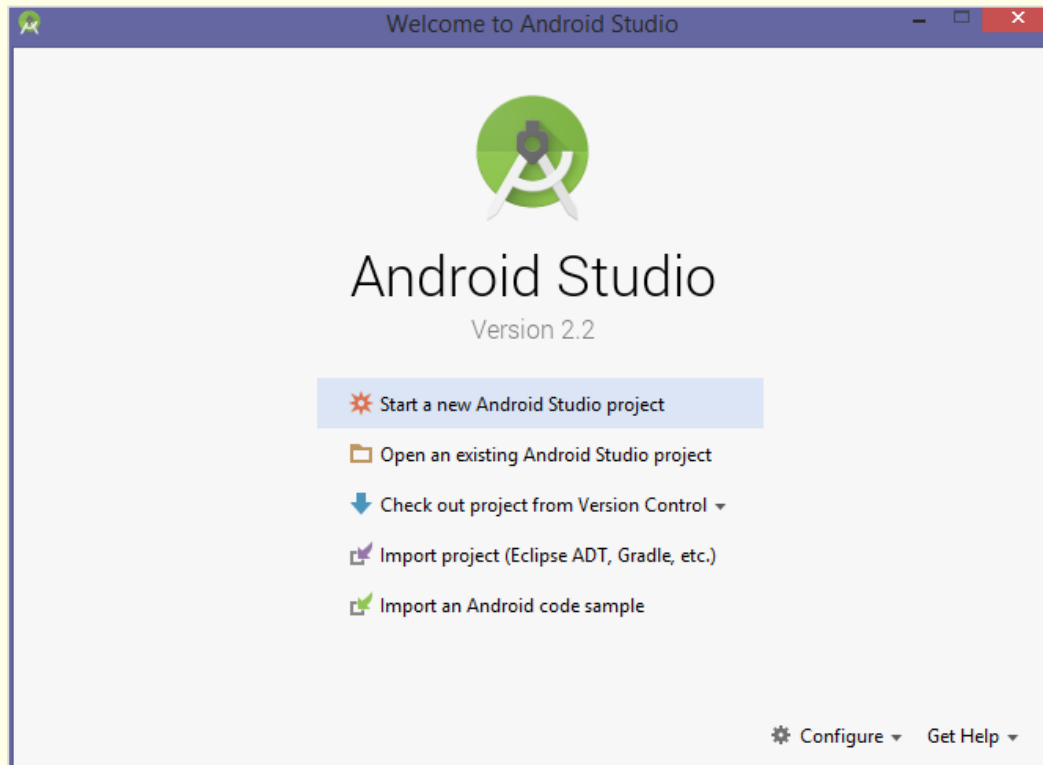 Welcome to Android Studio
Android Studio
Version 2.2
Start a new Android Studio project
Open an existing Android Studio project
Check out project from Version Control
Import project (Eclipse ADT, Gradle, etc.)
Import an Android code sample
Configure Get Help